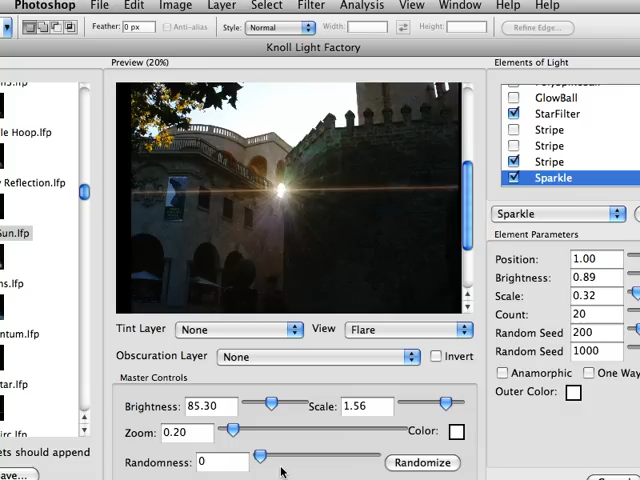 Photoshop File Edit Image Layer Select Filter Analysis View Window Help Help
Feather: 0 px Anti-alias Style: Normal Width: Height: Refine Edge...
Knoll Light Factory
Preview (20%)
Elements of Light
GlowBall
StarFilter
Stripe
Stripe
Stripe
Sparkle
le Hoop.lfp
Reflection.lfp
Sun.lfp
ns.lfp
ntum.lfp
tar.lfp
irc.lfp
ets should append
ave...
Tint Layer None View Flare
Obscuration Layer None Invert
Master Controls
Brightness: 85.30 Scale: 1.56
Zoom: 0.20 Color:
Randomness: 0 Randomize
Sparkle
Element Parameters
Position: 1.00
Brightness: 0.89
Scale: 0.32
Count: 20
Random Seed 200
Random Seed 1000
Anamorphic One Way
Outer Color: